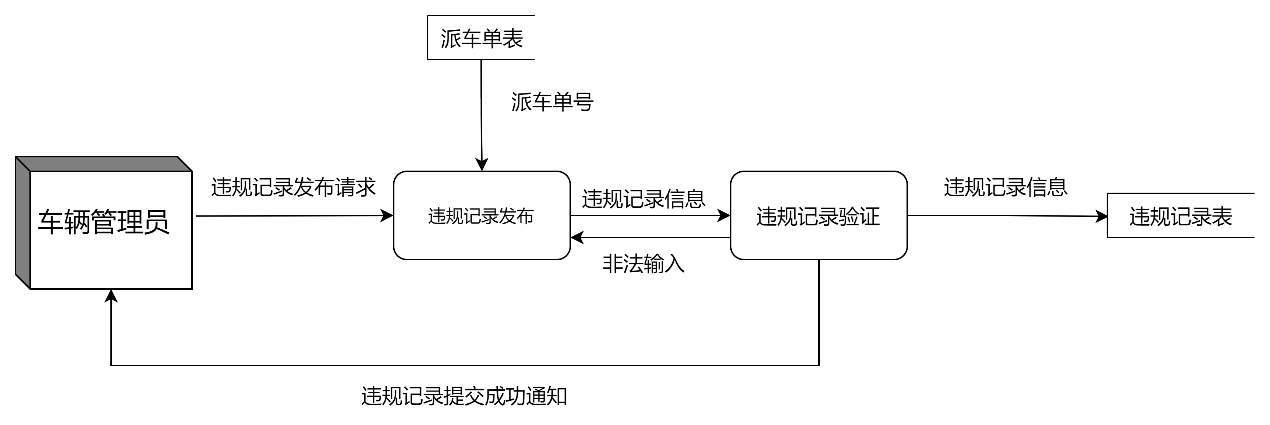 派车单表
派车单号
违规记录发布请求
违规记录信息
车辆管理员
违规记录发布
违规记录信息
违规记录验证
违规记录表
非法输入
违规记录提交成功通知